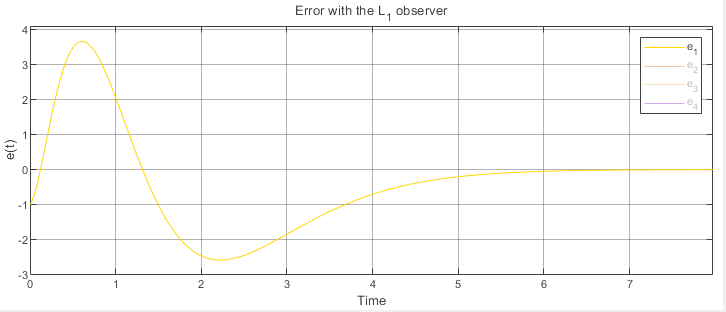 Error with the L1 observer
4
3
2
1
0
-1
-2
-3
e(t)
e1
e2
e3
e4
0 1 2 3 4 5 6 7
Time